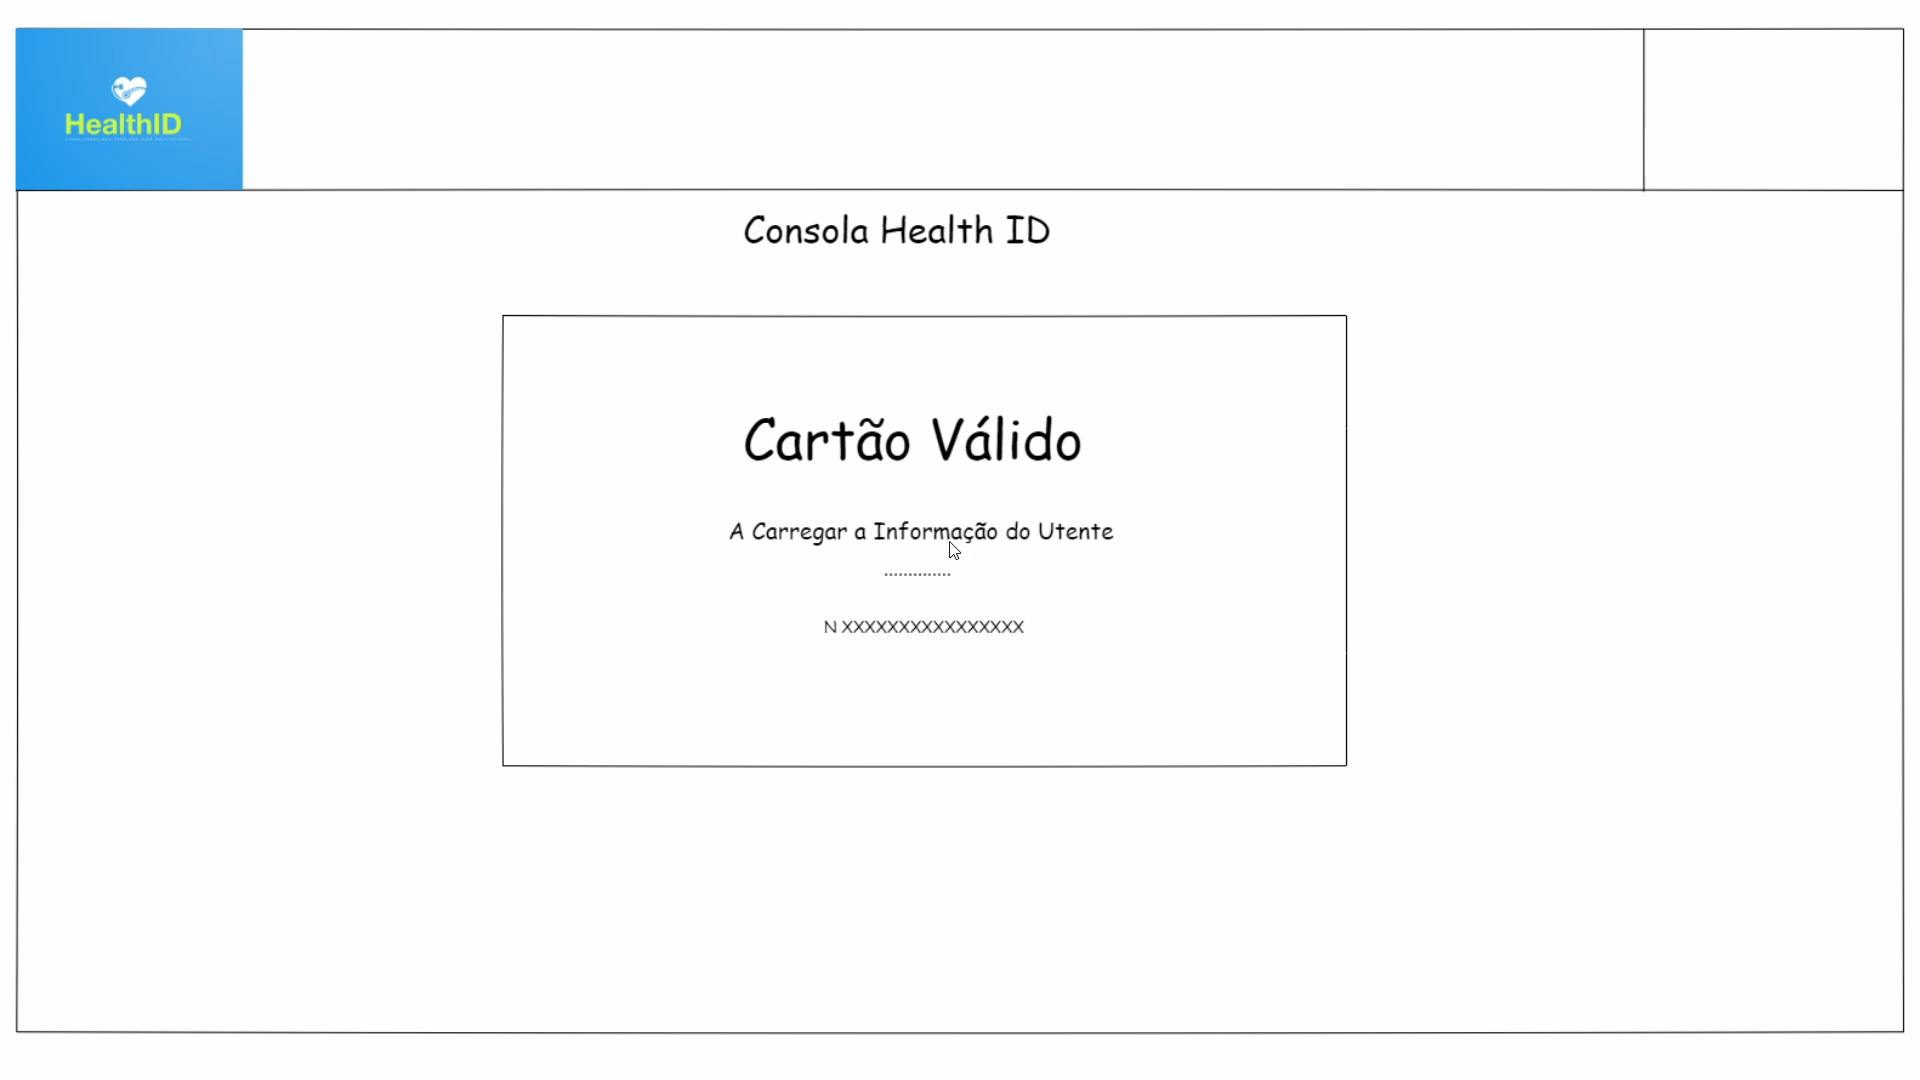 HealthID
Consola Health ID
Cartão Válido
A Carregar a Informação do Utente
..............
N XXXXXXXXXXXXXXXX